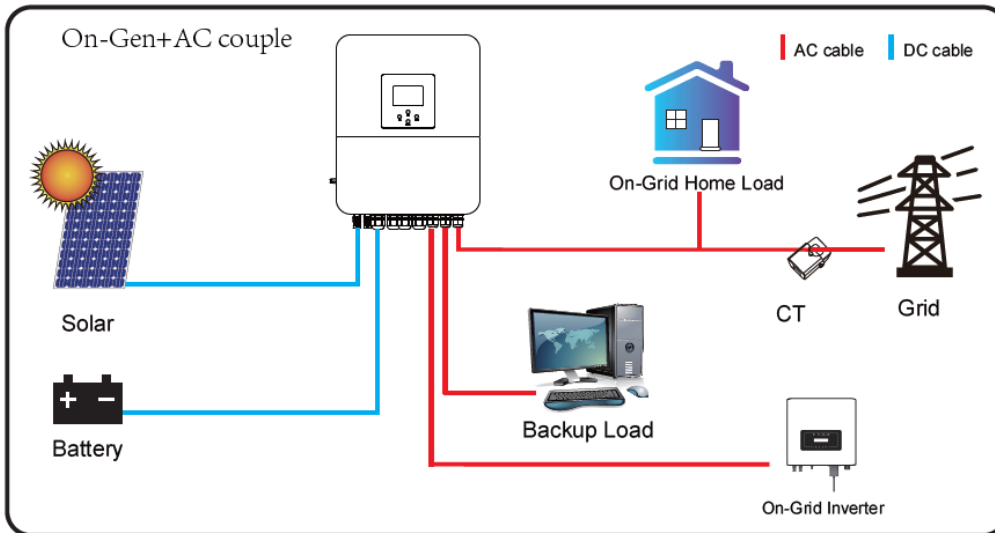 On-Gen+AC couple
AC cable
DC cable
On-Grid Home Load
Solar
CT
Grid
Battery
Backup Load
On-Grid Inverter